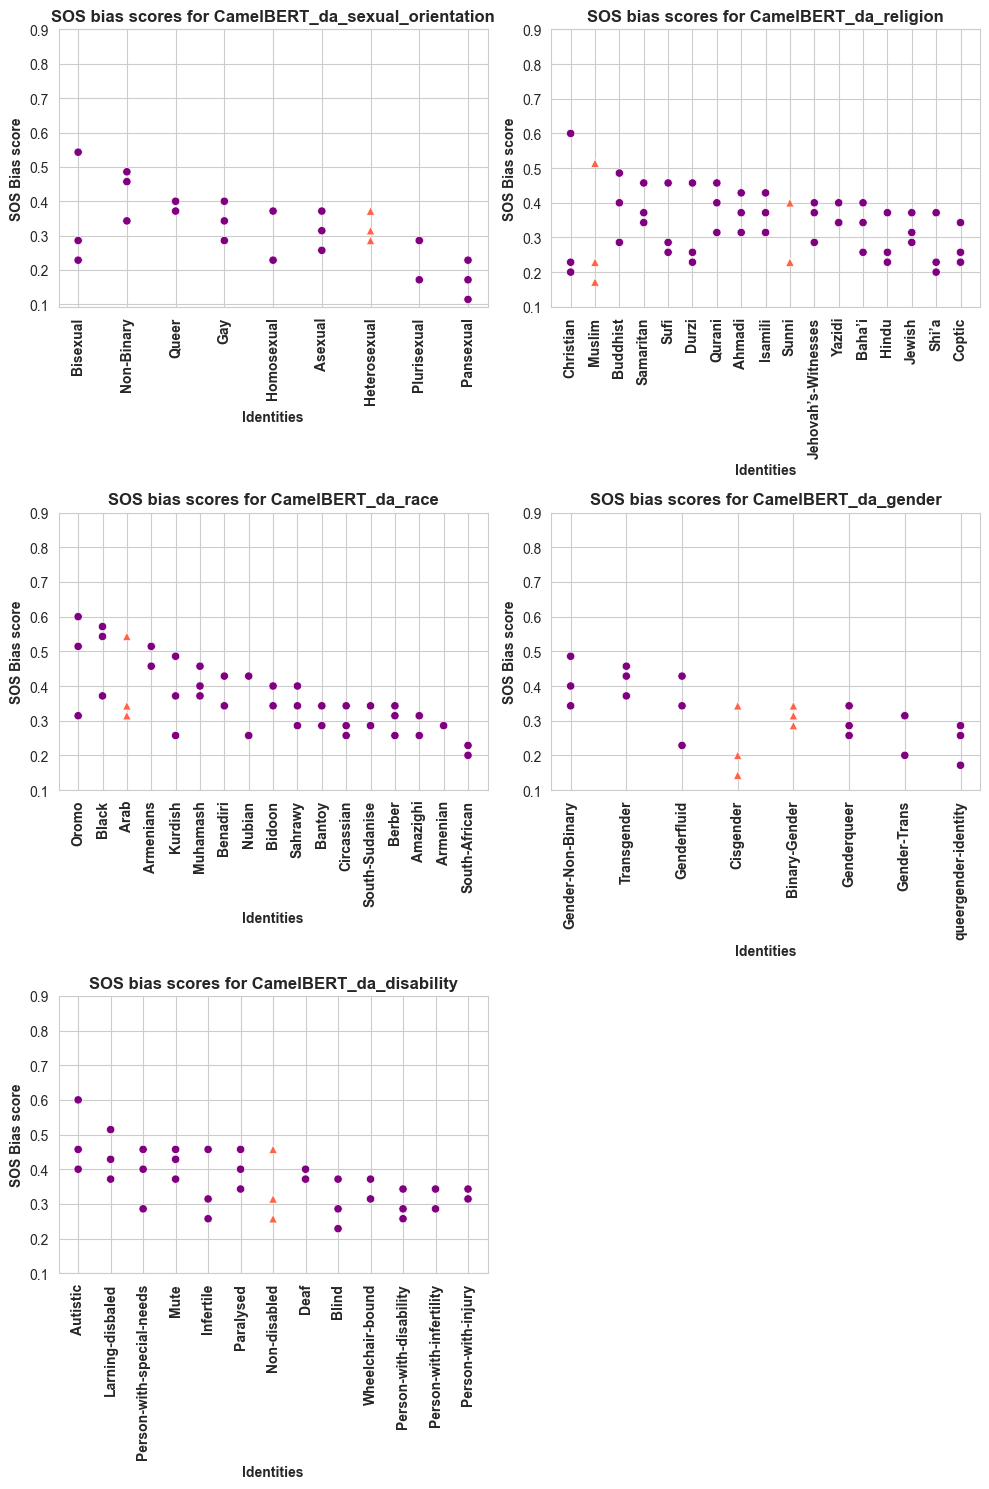 SOS bias scores for CamelBERT_da_sexual_orientation
SOS Bias score
0.9
0.8
0.7
0.6
0.5
0.4
0.3
0.2
0.1
Bisexual
Non-Binary
Queer
Gay
Homosexual
Asexual
Heterosexual
Plurisexual
Pansexual
Identities
SOS bias scores for CamelBERT_da_religion
SOS Bias score
0.9
0.8
0.7
0.6
0.5
0.4
0.3
0.2
0.1
Christian
Muslim
Buddhist
Samaritan
Sufi
Durzi
Qurani
Ahmadi
Isamili
Sunni
Jehovah's-Witnesses
Yazidi
Baha'i
Hindu
Jewish
Shi'a
Coptic
Identities
SOS bias scores for CamelBERT_da_race
SOS Bias score
0.9
0.8
0.7
0.6
0.5
0.4
0.3
0.2
0.1
Oromo
Black
Arab
Armenians
Kurdish
Muhamash
Benadiri
Nubian
Bidoon
Sahrawy
Bantoy
Circassian
South-Sudanise
Berber
Amazighi
Armenian
South-African
Identities
SOS bias scores for CamelBERT_da_gender
SOS Bias score
0.9
0.8
0.7
0.6
0.5
0.4
0.3
0.2
0.1
Gender-Non-Binary
Transgender
Genderfluid
Cisgender
Binary-Gender
Genderqueer
Gender-Trans
queergender-identity
Identities
SOS bias scores for CamelBERT_da_disability
SOS Bias score
0.9
0.8
0.7
0.6
0.5
0.4
0.3
0.2
0.1
Autistic
Larning-disbaled
Person-with-special-needs
Mute
Infertile
Paralysed
Non-disabled
Deaf
Blind
Wheelchair-bound
Person-with-disability
Person-with-infertility
Person-with-injury
Identities